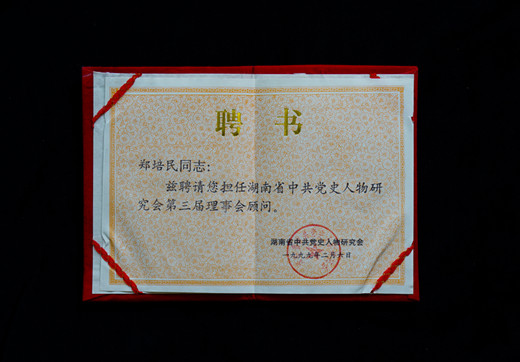 聘书
郑培民同志:
兹聘请您担任湖南省中共党史人物研
究会第三届理事会顾问。
湖南省中共党史人物研究会
一九九五年二月六日